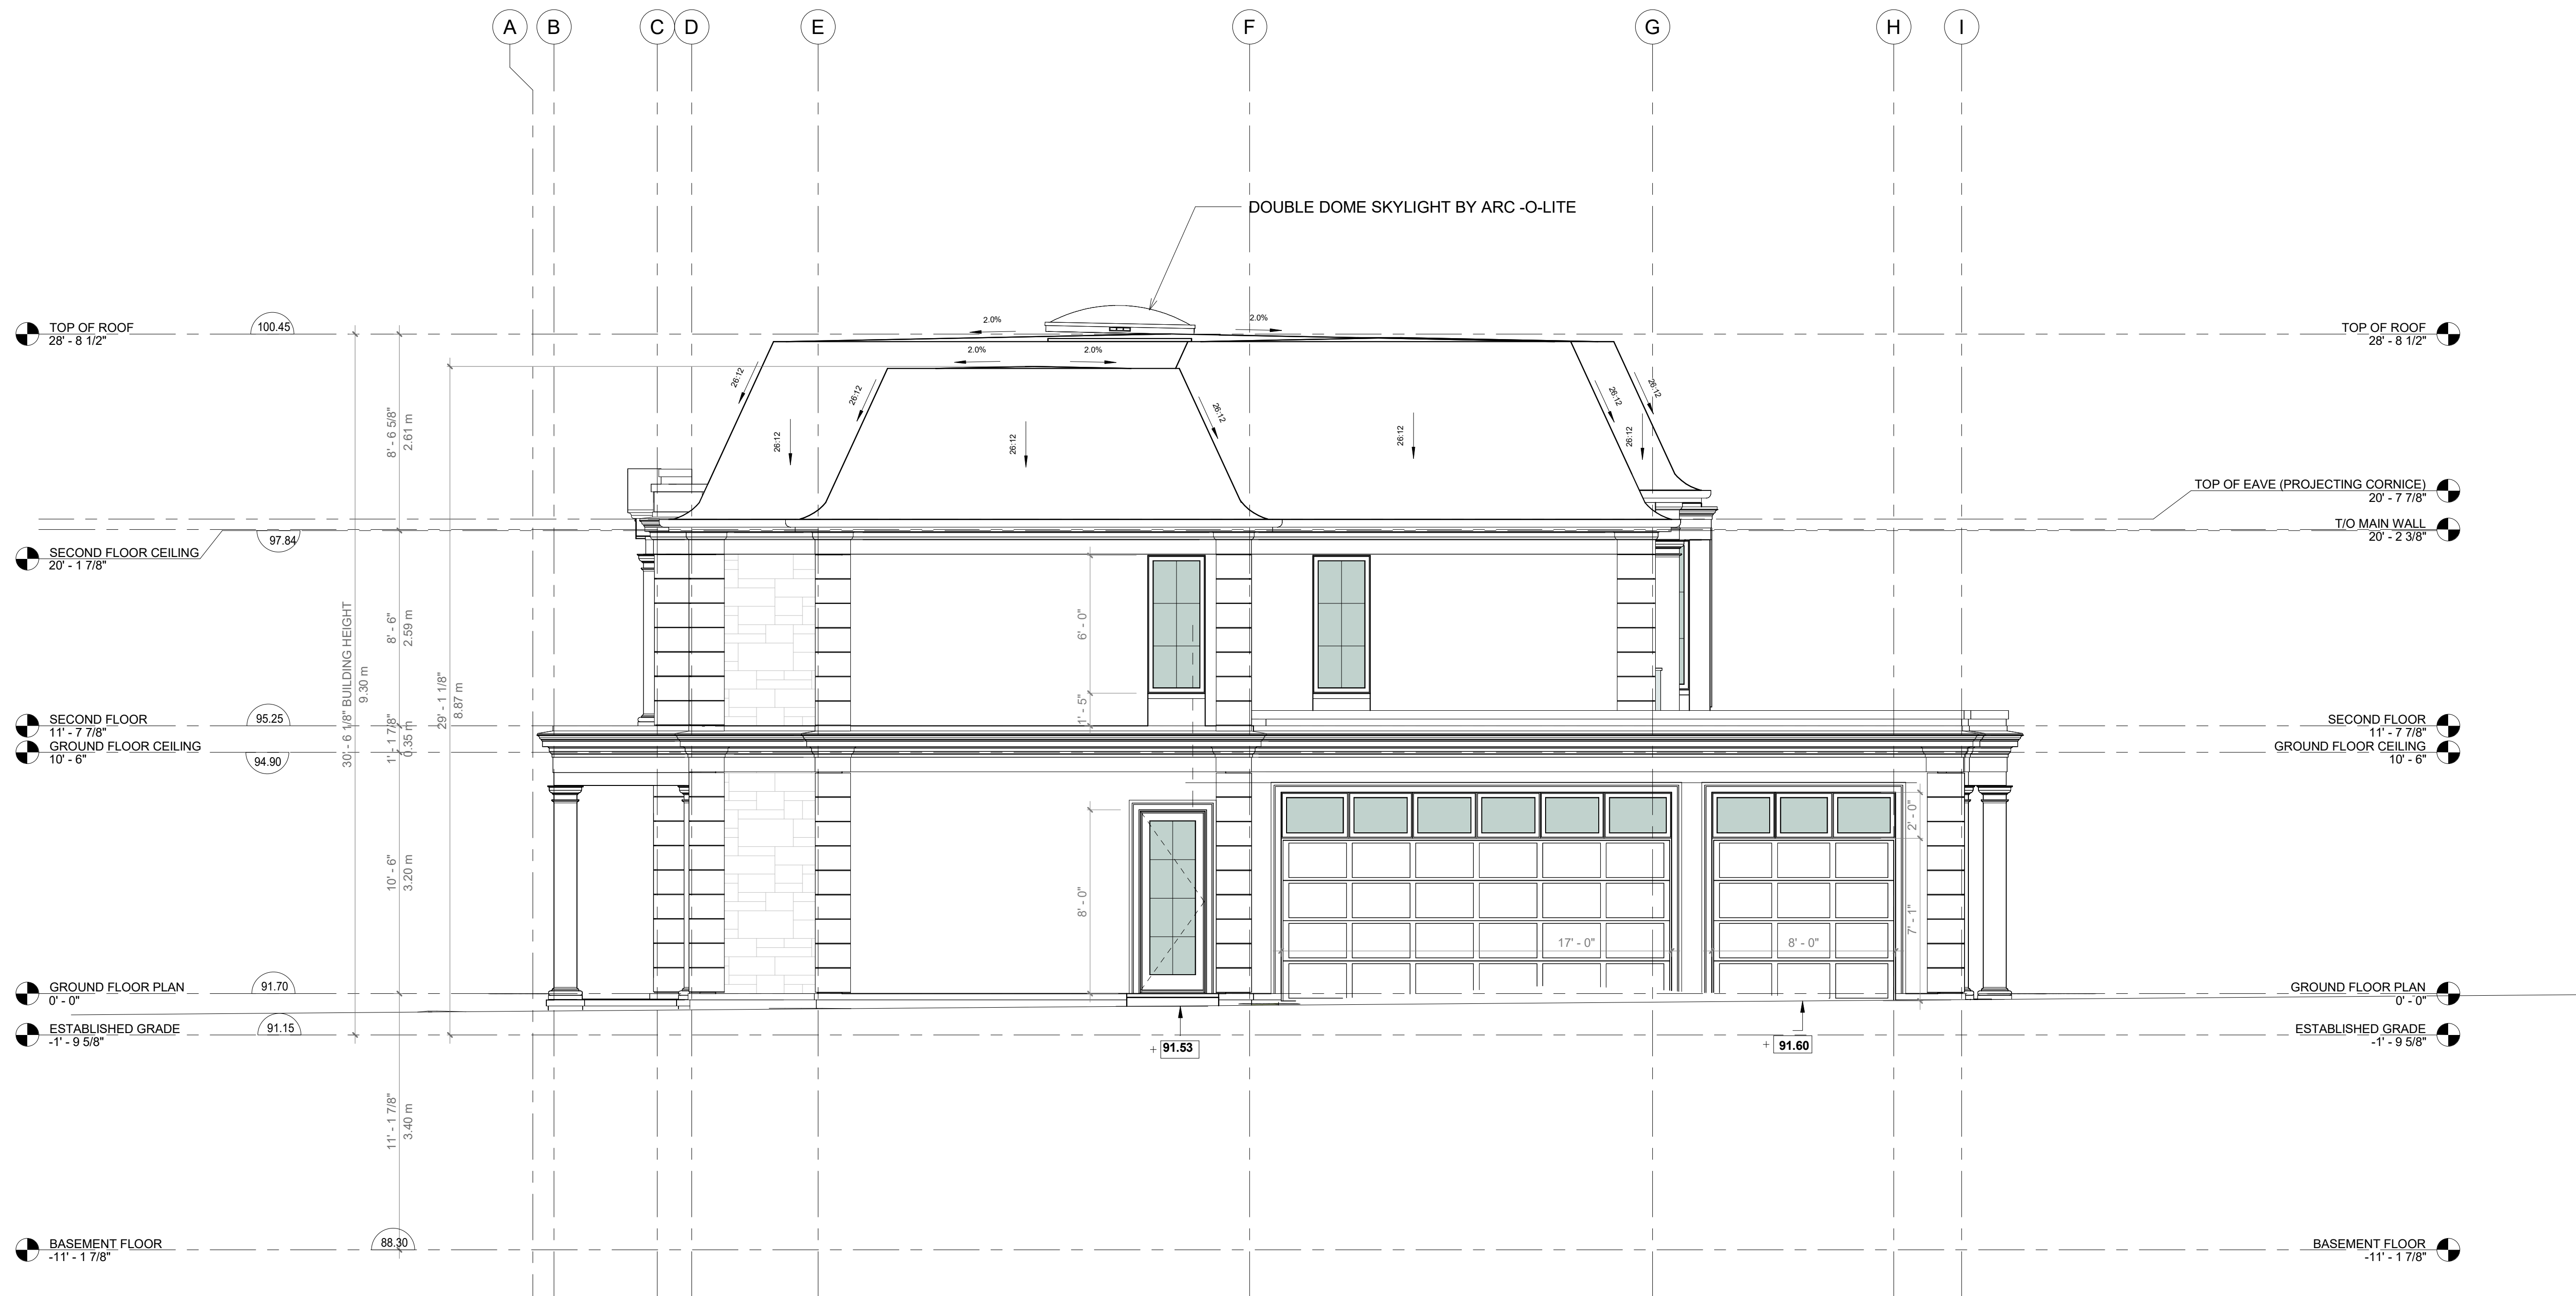 A B C D E F G H I
DOUBLE DOME SKYLIGHT BY ARC -O-LITE
TOP OF ROOF
28' - 8 1/2"
100.45
2.0%
2.0%
TOP OF ROOF
28' - 8 1/2"
2.0%
2.0%
26:12
26:12
26:12
26:12
26:12
26:12
26:12
26:12
26:12
8' - 6 5/8"
2.61 m
TOP OF EAVE (PROJECTING CORNICE)
20' - 7 7/8"
T/O MAIN WALL
20' - 2 3/8"
97.84
SECOND FLOOR CEILING
20' - 1 7/8"
30' - 6 1/8" BUILDING HEIGHT
9.30 m
8' - 6"
2.59 m
29' - 1 1/8"
8.87 m
6' - 0"
1' - 5"
SECOND FLOOR
11' - 7 7/8"
95.25
1' - 1 7/8"
0.35 m
GROUND FLOOR CEILING
10' - 6"
94.90
SECOND FLOOR
11' - 7 7/8"
GROUND FLOOR CEILING
10' - 6"
10' - 6"
3.20 m
8' - 0"
17' - 0"
8' - 0"
2' - 0"
7' - 1"
GROUND FLOOR PLAN
0' - 0"
91.70
GROUND FLOOR PLAN
0' - 0"
ESTABLISHED GRADE
-1' - 9 5/8"
91.15
91.53
91.60
ESTABLISHED GRADE
-1' - 9 5/8"
11' - 1 7/8"
3.40 m
BASEMENT FLOOR
-11' - 1 7/8"
88.30
BASEMENT FLOOR
-11' - 1 7/8"